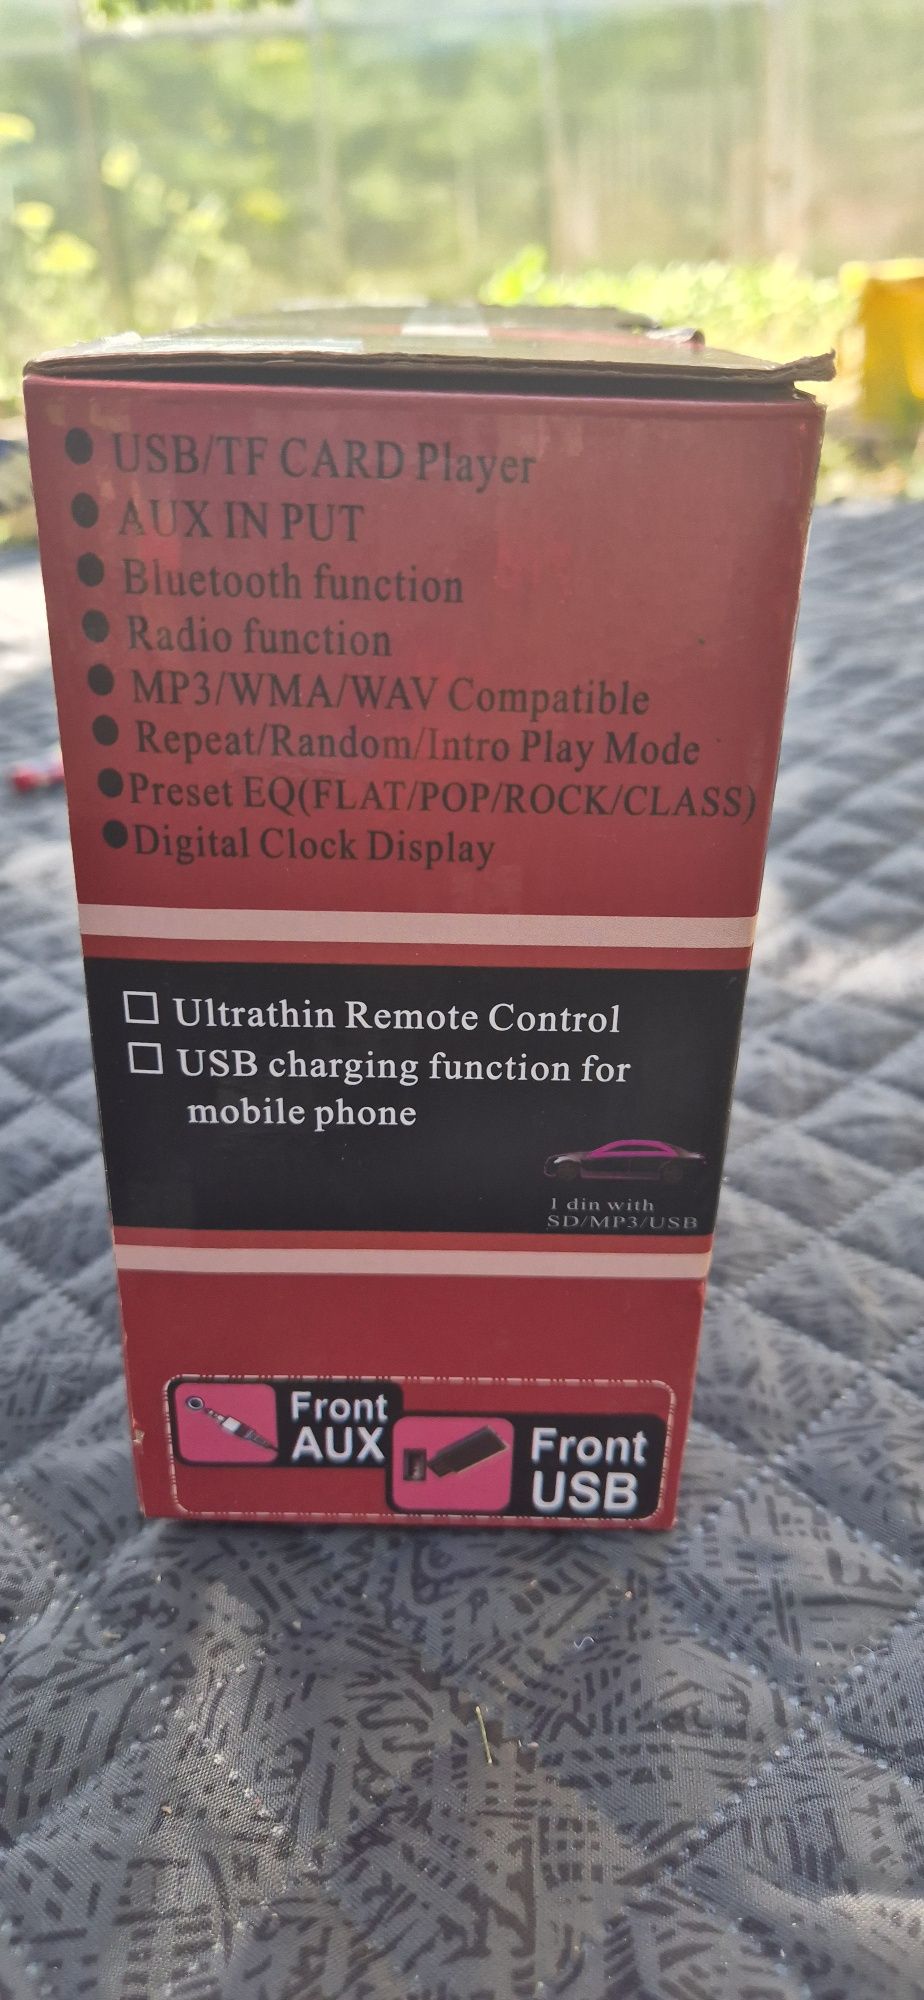 ● USB/TF CARD Player
● AUX IN PUT
● Bluetooth function
● Radio function
● MP3/WMA/WAV Compatible
● Repeat/Random/Intro Play Mode
● Preset EQ(FLAT/POP/ROCK/CLASS)
● Digital Clock Display
□ Ultrathin Remote Control
□ USB charging function for
mobile phone
1 din with
SD/MP3/USB
Front
AUX
Front
USB